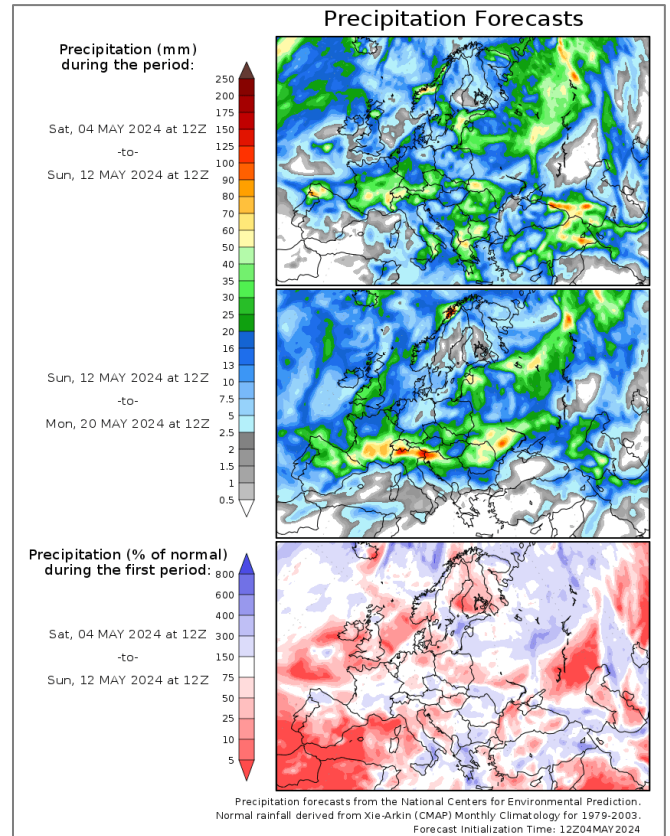 Precipitation Forecasts
Precipitation (mm)
during the period:
Sat, 04 MAY 2024 at 12Z
-to-
Sun, 12 MAY 2024 at 12Z
250
200
175
150
125
100
90
80
70
60
50
40
35
30
25
20
16
13
10
7.5
5
2.5
2
1.5
1
0.5
Sun, 12 MAY 2024 at 12Z
-to-
Mon, 20 MAY 2024 at 12Z
Precipitation (% of normal)
during the first period:
Sat, 04 MAY 2024 at 12Z
-to-
Sun, 12 MAY 2024 at 12Z
800
600
400
300
150
75
50
25
10
5
Precipitation forecasts from the National Centers for Environmental Prediction.
Normal rainfall derived from Xie-Arkin (CMAP) Monthly Climatology for 1979-2003.
Forecast Initialization Time: 12Z04MAY2024